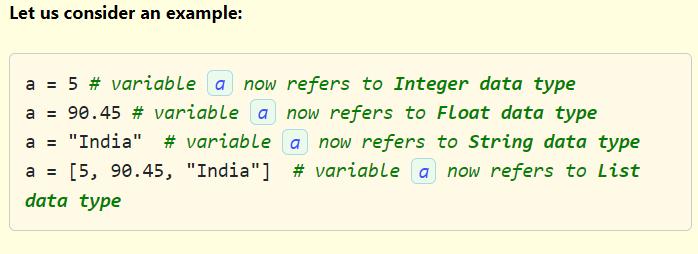 Let us consider an example:
a = 5 # variable a now refers to Integer data type
a = 90.45 # variable a now refers to Float data type
a = "India"  # variable a now refers to String data type
a = [5, 90.45, "India"]  # variable a now refers to List
data type